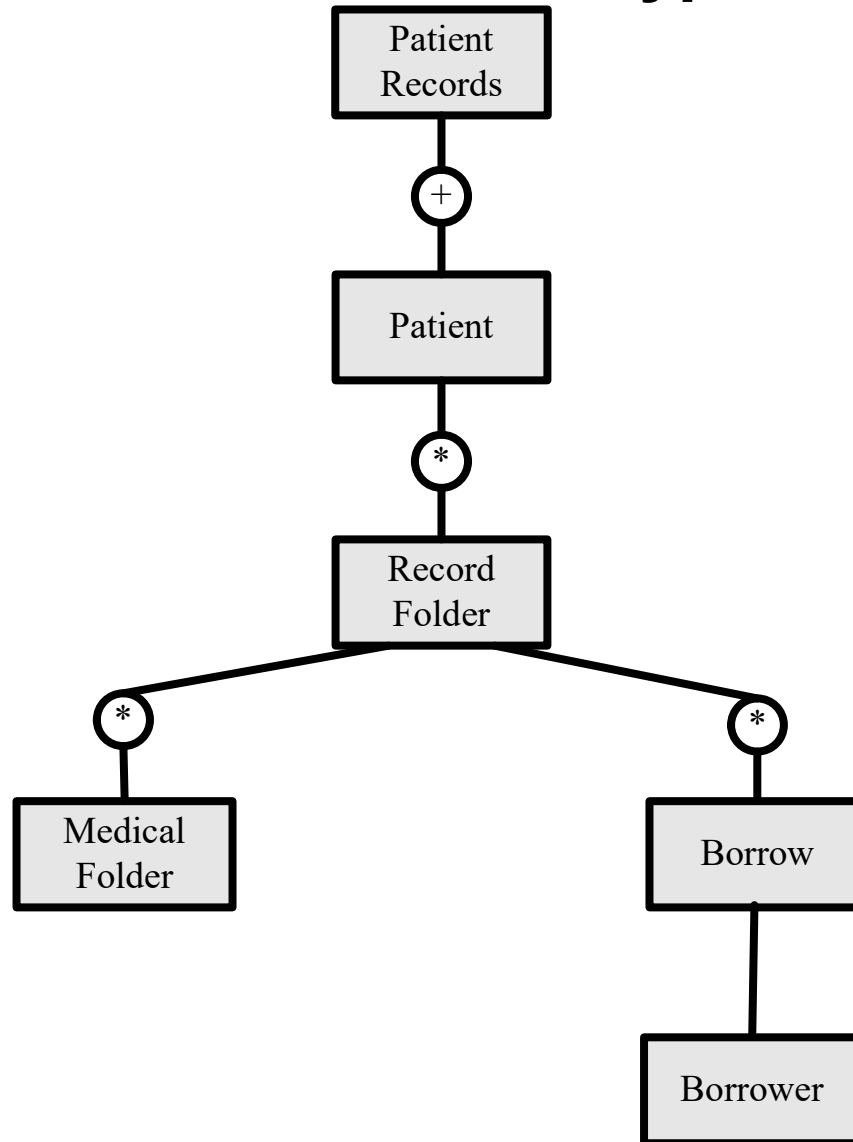 Patient
Records
+
Patient
*
Record
Folder
*
*
Medical
Folder
Borrow
Borrower